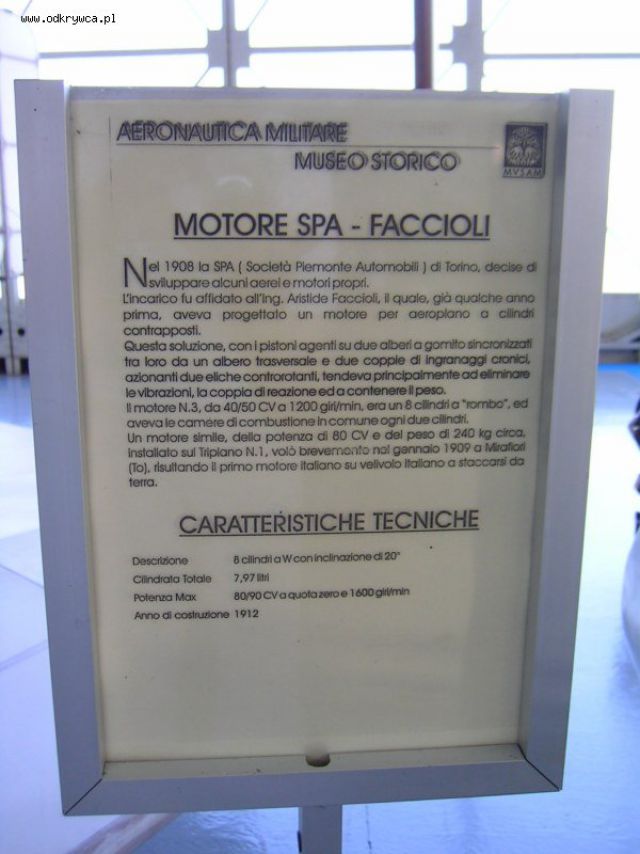 www.odkrywca.pl
AERONAUTICA MILITARE
MUSEO STORICO
MVSAM
MOTORE SPA - FACCIOLI
Nel 1908 la SPA ( Società Piemonte Automobili ) di Torino, decise di
sviluppare alcuni aerei e motori propri.
L'incarico fu affidato all'Ing. Aristide Faccioli, il quale, già qualche anno
prima, aveva progettato un motore per aeroplano a cilindri
contrapposti.
Questa soluzione, con i pistoni agenti su due alberi a gomito sincronizzati
tra loro da un albero trasversale e due coppie di ingranaggi cronici,
azionanti due eliche controrotanti, tendeva principalmente ad eliminare
le vibrazioni, la coppia di reazione ed a contenere il peso.
Il motore N.3, da 40/50 CV a 1200 giri/min, era un 8 cilindri a "rombo", ed
aveva le camere di combustione in comune ogni due cilindri.
Un motore simile, della potenza di 80 CV e del peso di 240 kg circa,
installato sul Triplano N.1, volò brevemente nel gennaio 1909 a Mirafiori
(To), risultando il primo motore italiano su velivolo italiano a staccarsi da
terra.
CARATTERISTICHE TECNICHE
Descrizione 8 cilindri a W con inclinazione di 20°
Cilindrata Totale 7,97 litri
Potenza Max 80/90 CV a quota zero e 1600 giri/min
Anno di costruzione 1912